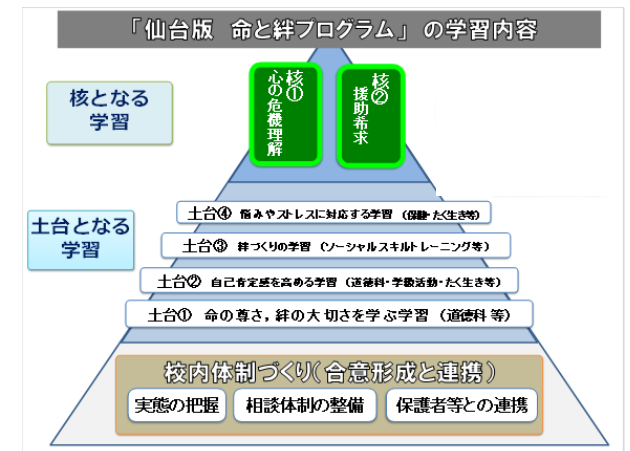 「仙台版 命と絆プログラム」の学習内容
核となる
学習
核①
心の危機理解
核②
援助希求
土台となる
学習
土台④ 悩みやストレスに対応する学習 (保健・たく生き等)
土台③ 絆づくりの学習 (ソーシャルスキルトレーニング等)
土台② 自己肯定感を高める学習 (道徳科・学級活動・たく生き等)
土台① 命の尊さ，絆の大切さを学ぶ学習 (道徳科等)
校内体制づくり(合意形成と連携)
実態の把握 相談体制の整備 保護者等との連携